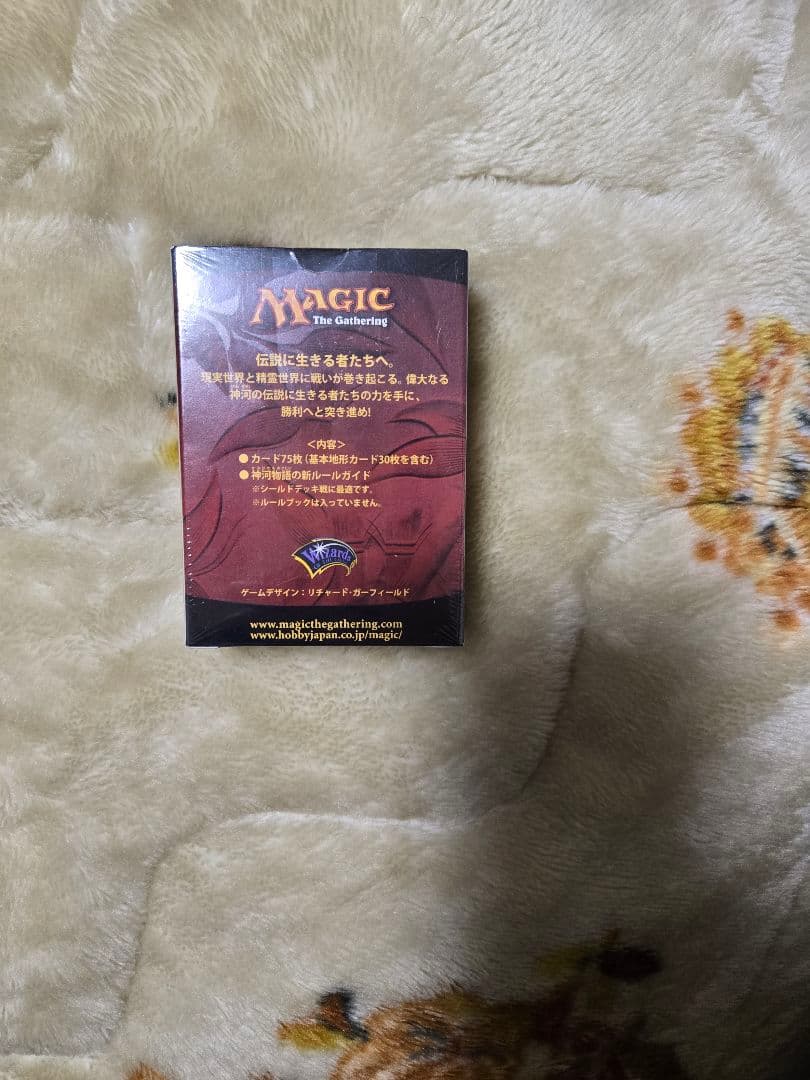 MAGIC
The Gathering
伝説に生きる者たちへ。
現実世界と精霊世界に戦いが巻き起こる。偉大なる
神河の伝説に生きる者たちの力を手に、
勝利へと突き進め!
＜内容＞
● カード75枚（基本地形カード30枚を含む）
● 神河物語の新ルールガイド
※シールドデッキ戦に最適です。
※ルールブックは入っていません。
Wizards
OF THE COAST
ゲームデザイン：リチャード・ガーフィールド
www.magicthegathering.com
www.hobbyjapan.co.jp/magic/